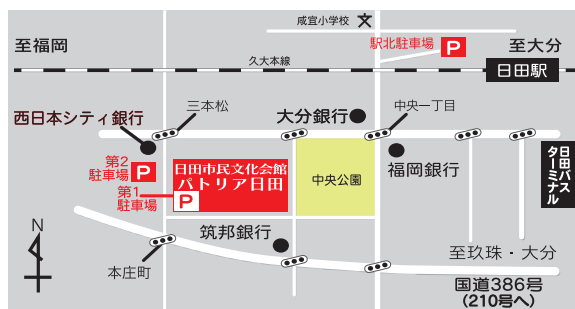 咸宜小学校 文
至福岡
駅北駐車場 P
至大分
久大本線
日田駅
三本松
大分銀行
中央一丁目
西日本シティ銀行
日田バス
ターミナル
第2
駐車場 P
日田市民文化会館
パトリア日田
P
中央公園
福岡銀行
第1
駐車場
N
筑邦銀行
至玖珠・大分
本庄町
国道386号
(210号へ)